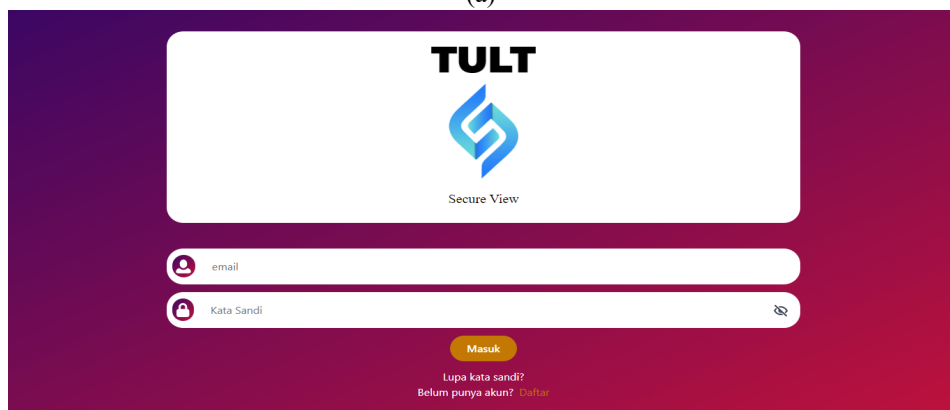 (a)
TULT
Secure View
email
Kata Sandi
Masuk
Lupa kata sandi?
Belum punya akun? Daftar